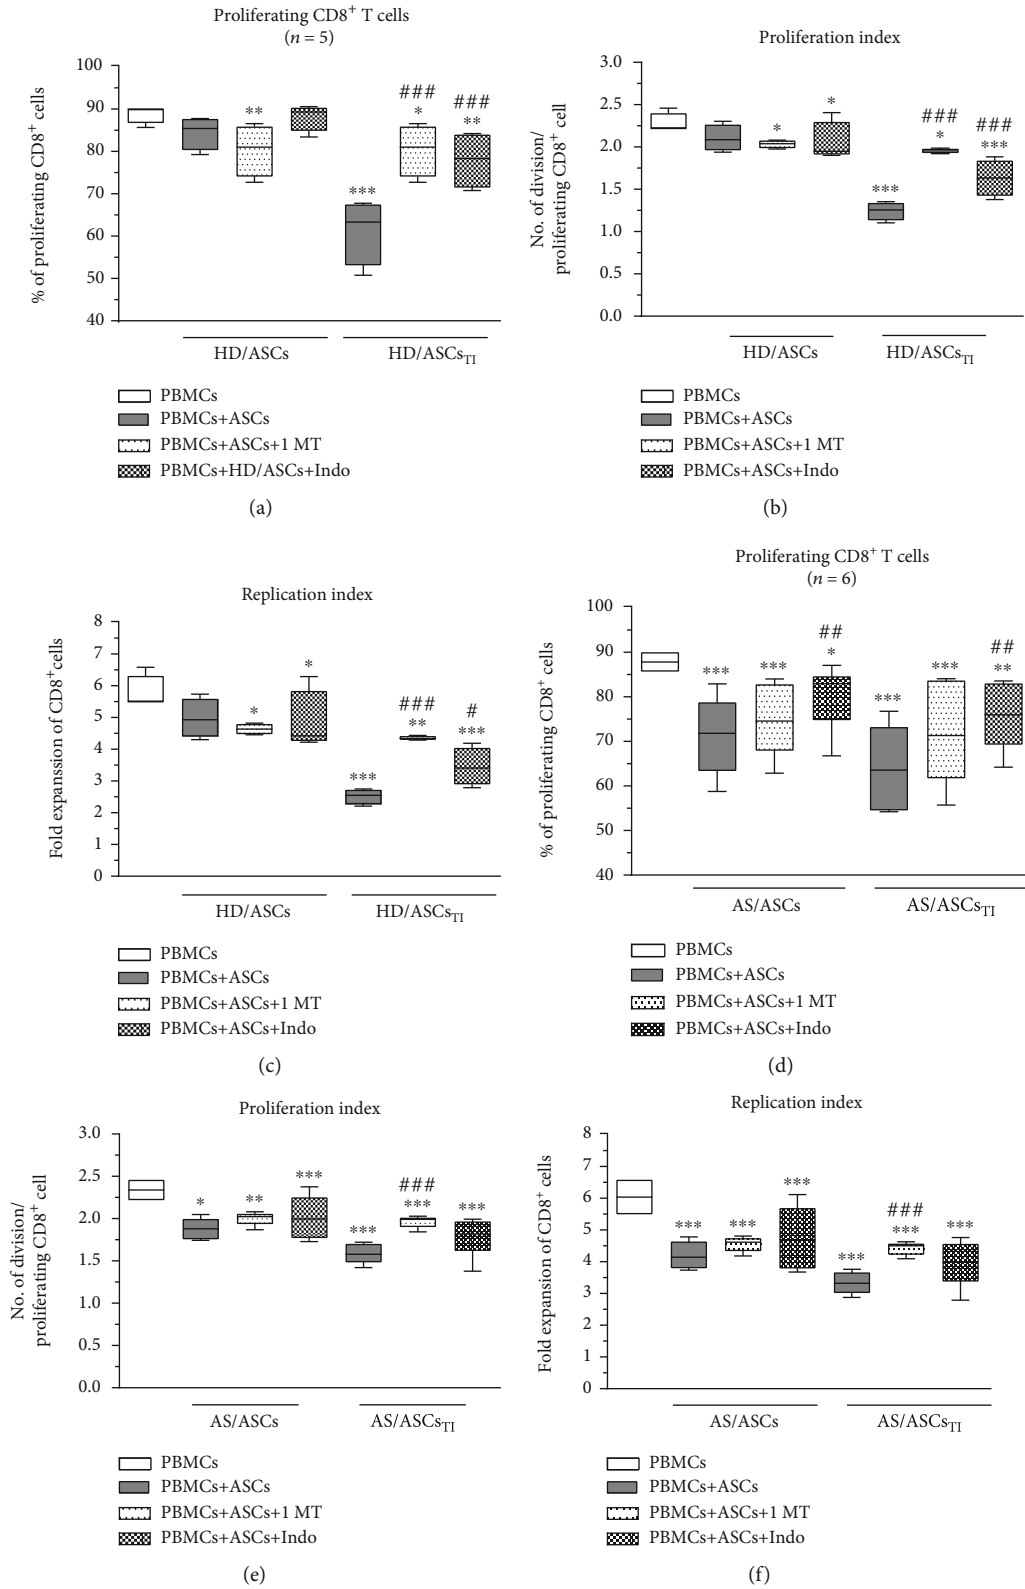 Proliferating CD8⁺ T cells
(n = 5)
% of proliferating CD8⁺ cells
100
90
80
70
60
50
40
**
***
###
*
###
**
HD/ASCs
HD/ASCsTI
PBMCs
PBMCs+ASCs
PBMCs+ASCs+1 MT
PBMCs+HD/ASCs+Indo
(a)
Proliferation index
No. of division/
proliferating CD8⁺ cell
3.0
2.5
2.0
1.5
1.0
0.5
0.0
*
*
***
###
*
###
***
HD/ASCs
HD/ASCsTI
PBMCs
PBMCs+ASCs
PBMCs+ASCs+1 MT
PBMCs+ASCs+Indo
(b)
Replication index
Fold expanssion of CD8⁺cells
8
7
6
5
4
3
2
1
0
*
*
***
###
**
#
***
HD/ASCs
HD/ASCsTI
PBMCs
PBMCs+ASCs
PBMCs+ASCs+1 MT
PBMCs+ASCs+Indo
(c)
Proliferating CD8⁺ T cells
(n = 6)
% of proliferating CD8⁺ cells
100
90
80
70
60
50
40
***
***
##
*
***
***
##
**
AS/ASCs
AS/ASCsTI
PBMCs
PBMCs+ASCs
PBMCs+ASCs+1 MT
PBMCs+ASCs+Indo
(d)
Proliferation index
No. of division/
proliferating CD8⁺ cell
3.0
2.5
2.0
1.5
1.0
0.5
0.0
*
**
***
***
###
***
***
AS/ASCs
AS/ASCsTI
PBMCs
PBMCs+ASCs
PBMCs+ASCs+1 MT
PBMCs+ASCs+Indo
(e)
Replication index
Fold expansion of CD8⁺ cells
8
7
6
5
4
3
2
1
0
***
***
***
***
###
***
***
AS/ASCs
AS/ASCsTI
PBMCs
PBMCs+ASCs
PBMCs+ASCs+1 MT
PBMCs+ASCs+Indo
(f)